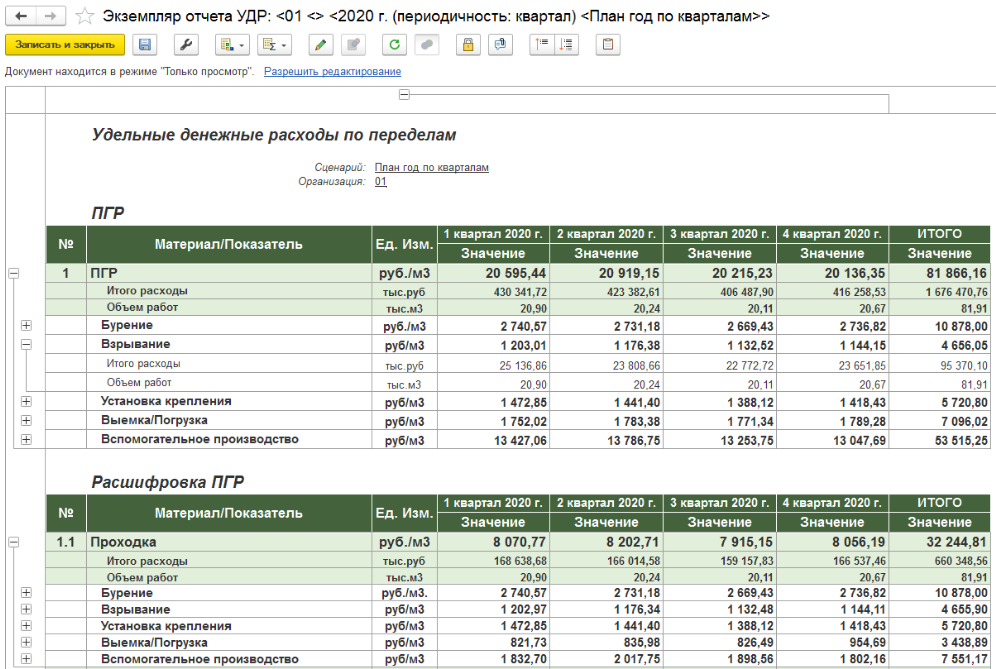 Экземпляр отчета УДР: <01 <> <2020 г. (периодичность: квартал) <План год по кварталам>>
Записать и закрыть
Документ находится в режиме "Только просмотр". Разрешить редактирование
Удельные денежные расходы по переделам
Сценарий: План год по кварталам
Организация: 01
ПГР
№ Материал/Показатель Ед. Изм. 1 квартал 2020 г. 2 квартал 2020 г. 3 квартал 2020 г. 4 квартал 2020 г. ИТОГО
Значение Значение Значение Значение Значение
1 ПГР руб./м3 20 595,44 20 919,15 20 215,23 20 136,35 81 866,16
Итого расходы тыс.руб 430 341,72 423 382,61 406 487,90 416 258,53 1 676 470,76
Объем работ тыс.м3 20,90 20,24 20,11 20,67 81,91
Бурение руб./м3 2 740,57 2 731,18 2 669,43 2 736,82 10 878,00
Взрывание руб/м3 1 203,01 1 176,38 1 132,52 1 144,15 4 656,05
Итого расходы тыс.руб 25 136,86 23 808,66 22 772,72 23 651,85 95 370,10
Объем работ тыс.м3 20,90 20,24 20,11 20,67 81,91
Установка крепления руб/м3 1 472,85 1 441,40 1 388,12 1 418,43 5 720,80
Выемка/Погрузка руб/м3 1 752,02 1 783,38 1 771,34 1 789,28 7 096,02
Вспомогательное производство руб/м3 13 427,06 13 786,75 13 253,75 13 047,69 53 515,25
Расшифровка ПГР
№ Материал/Показатель Ед. Изм. 1 квартал 2020 г. 2 квартал 2020 г. 3 квартал 2020 г. 4 квартал 2020 г. ИТОГО
Значение Значение Значение Значение Значение
1.1 Проходка руб./м3 8 070,77 8 202,71 7 915,15 8 056,19 32 244,81
Итого расходы тыс.руб 168 638,68 166 014,58 159 157,83 166 537,46 660 348,56
Объем работ тыс.м3 20,90 20,24 20,11 20,67 81,91
Бурение руб./м3. 2 740,57 2 731,18 2 669,43 2 736,82 10 878,00
Взрывание руб/м3 1 202,97 1 176,34 1 132,48 1 144,11 4 655,90
Установка крепления руб/м3 1 472,85 1 441,40 1 388,12 1 418,43 5 720,80
Выемка/Погрузка руб/м3 821,73 835,98 826,49 954,69 3 438,89
Вспомогательное производство руб/м3 1 832,70 2 017,75 1 898,56 1 802,16 7 551,17